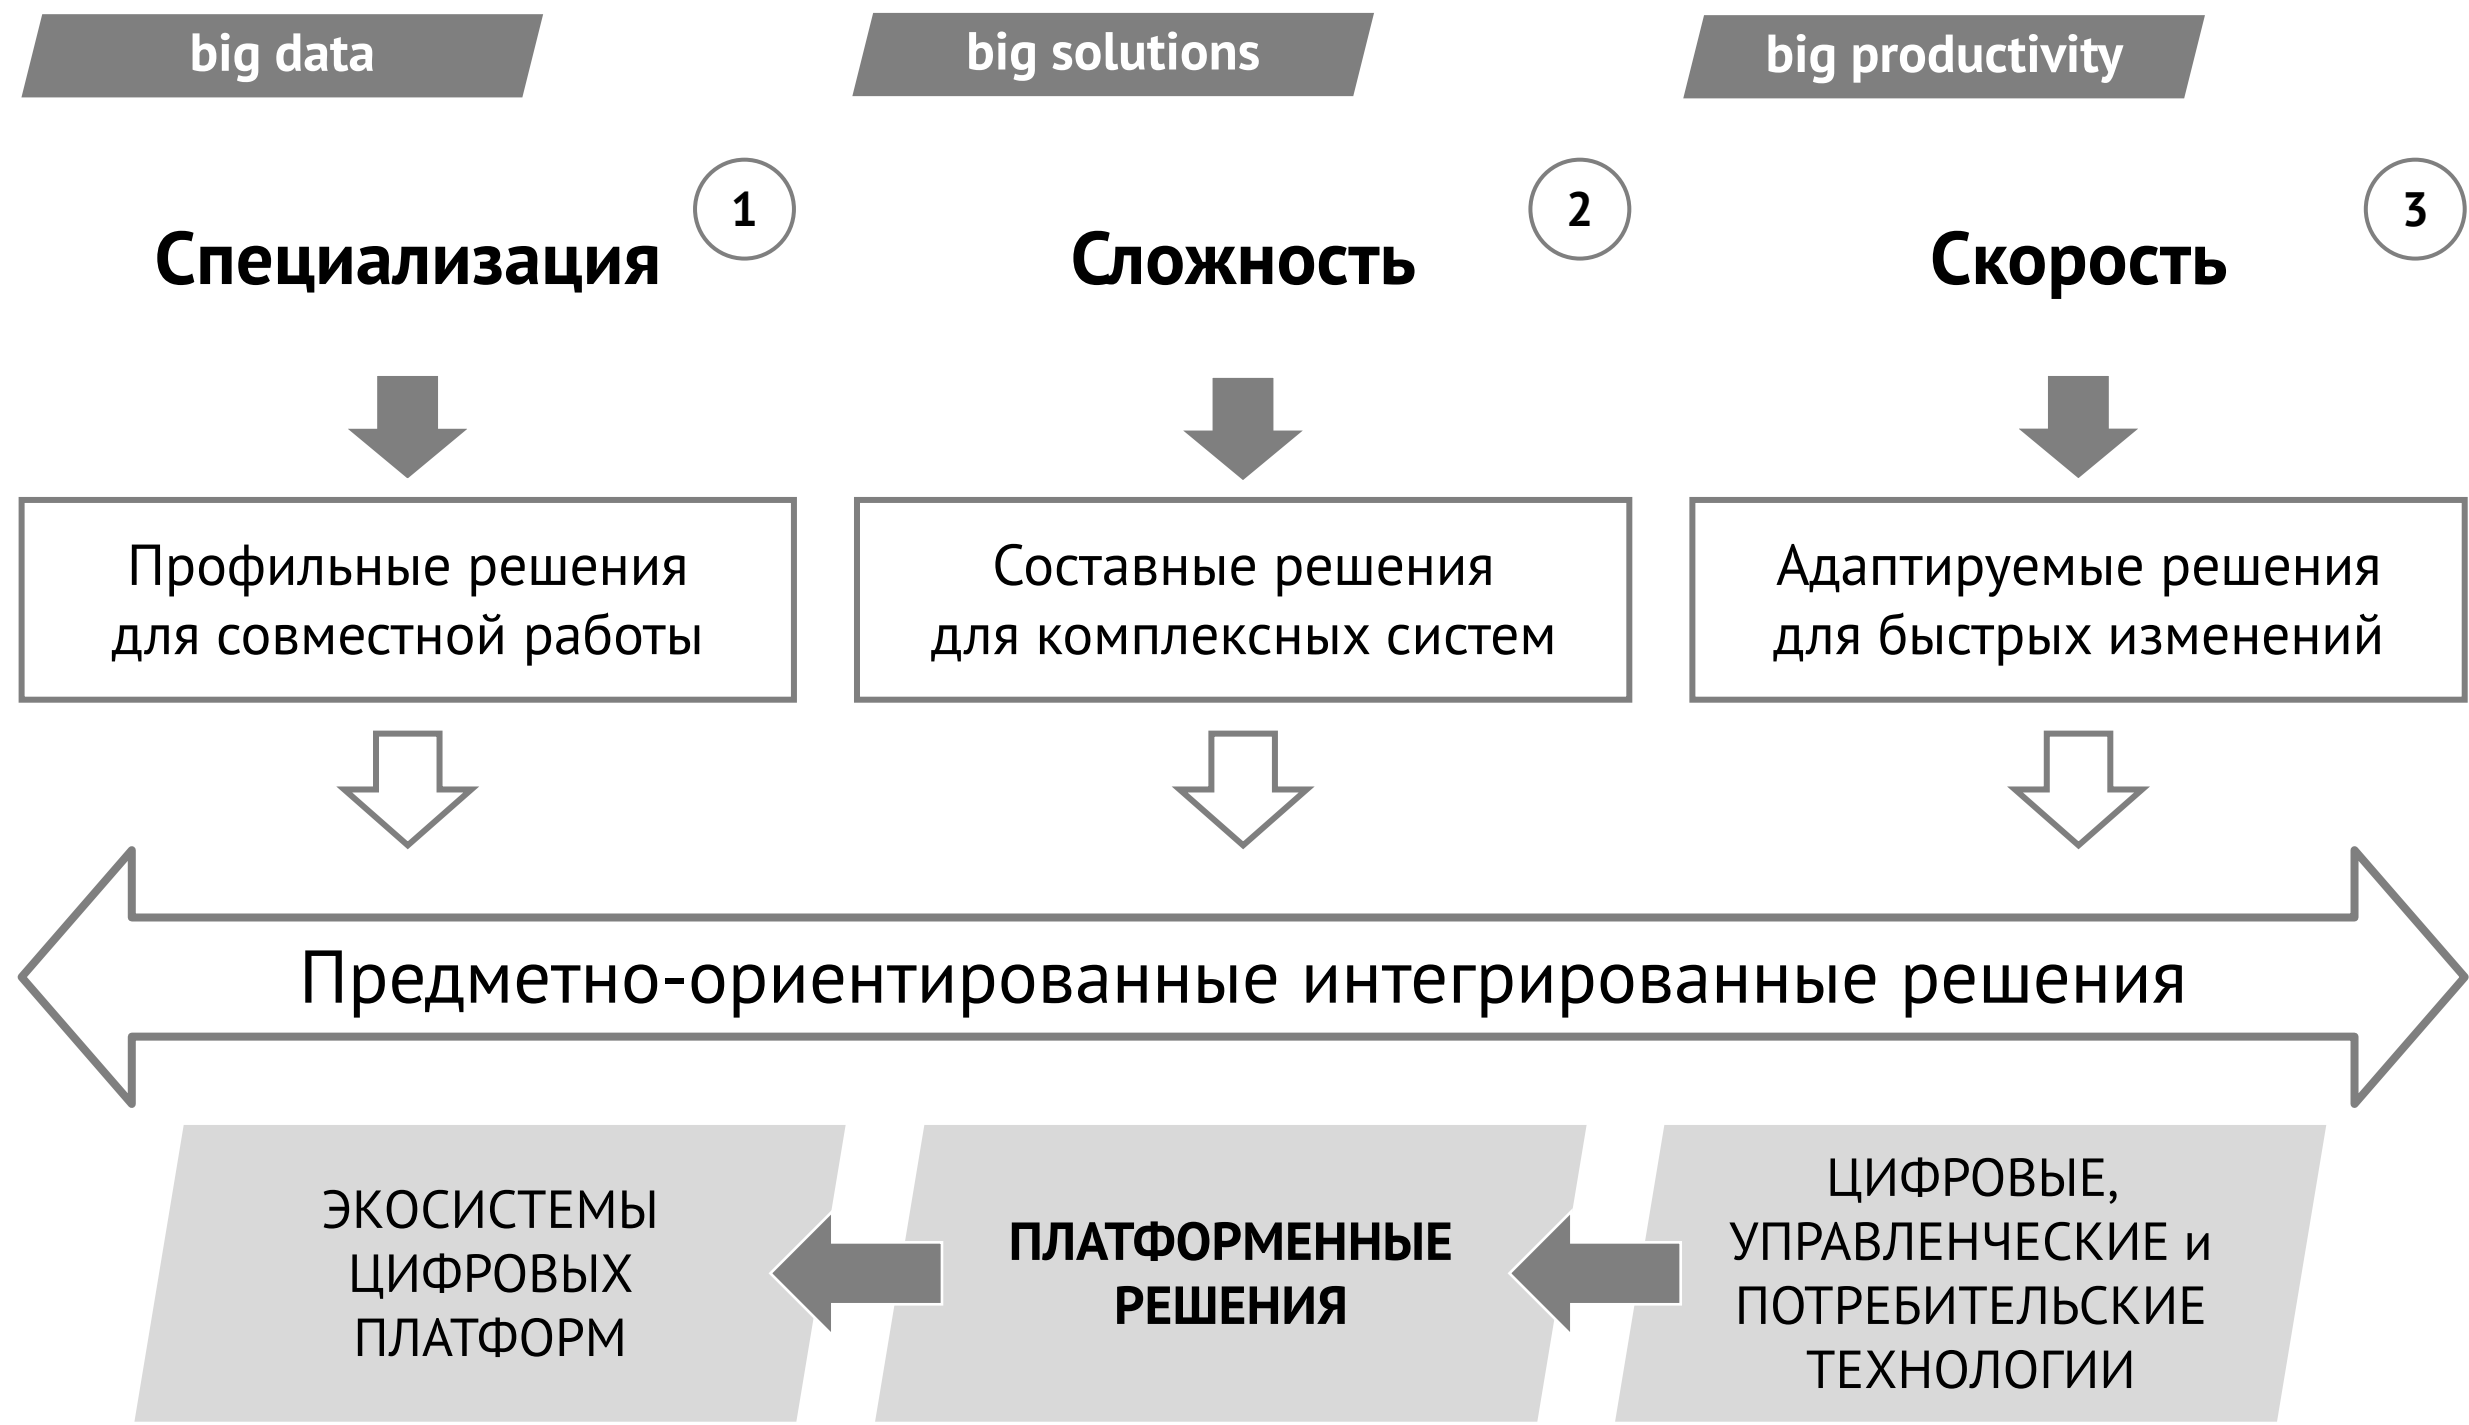 big data
big solutions
big productivity
1
2
3
Специализация
Сложность
Скорость
Профильные решения
для совместной работы
Составные решения
для комплексных систем
Адаптируемые решения
для быстрых изменений
Предметно-ориентированные интегрированные решения
ЭКОСИСТЕМЫ
ЦИФРОВЫХ
ПЛАТФОРМ
ПЛАТФОРМЕННЫЕ
РЕШЕНИЯ
ЦИФРОВЫЕ,
УПРАВЛЕНЧЕСКИЕ и
ПОТРЕБИТЕЛЬСКИЕ
ТЕХНОЛОГИИ